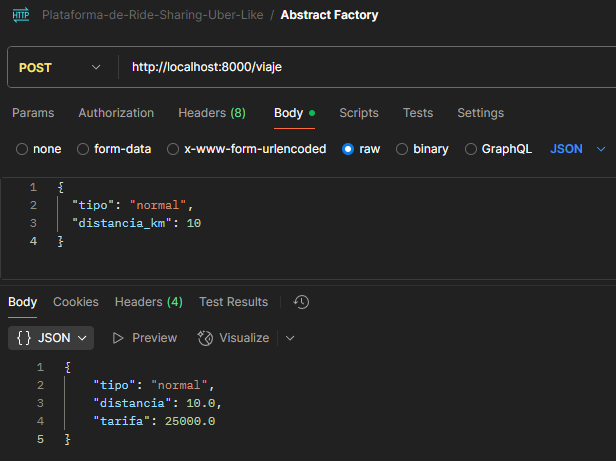 HTTP Plataforma-de-Ride-Sharing-Uber-Like / Abstract Factory
POST http://localhost:8000/viaje
Params Authorization Headers (8) Body Scripts Tests Settings
none form-data x-www-form-urlencoded raw binary GraphQL JSON
1 {
2 "tipo": "normal",
3 "distancia_km": 10
4 }
Body Cookies Headers (4) Test Results
{} JSON Preview Visualize
1 {
2 "tipo": "normal",
3 "distancia": 10.0,
4 "tarifa": 25000.0
5 }